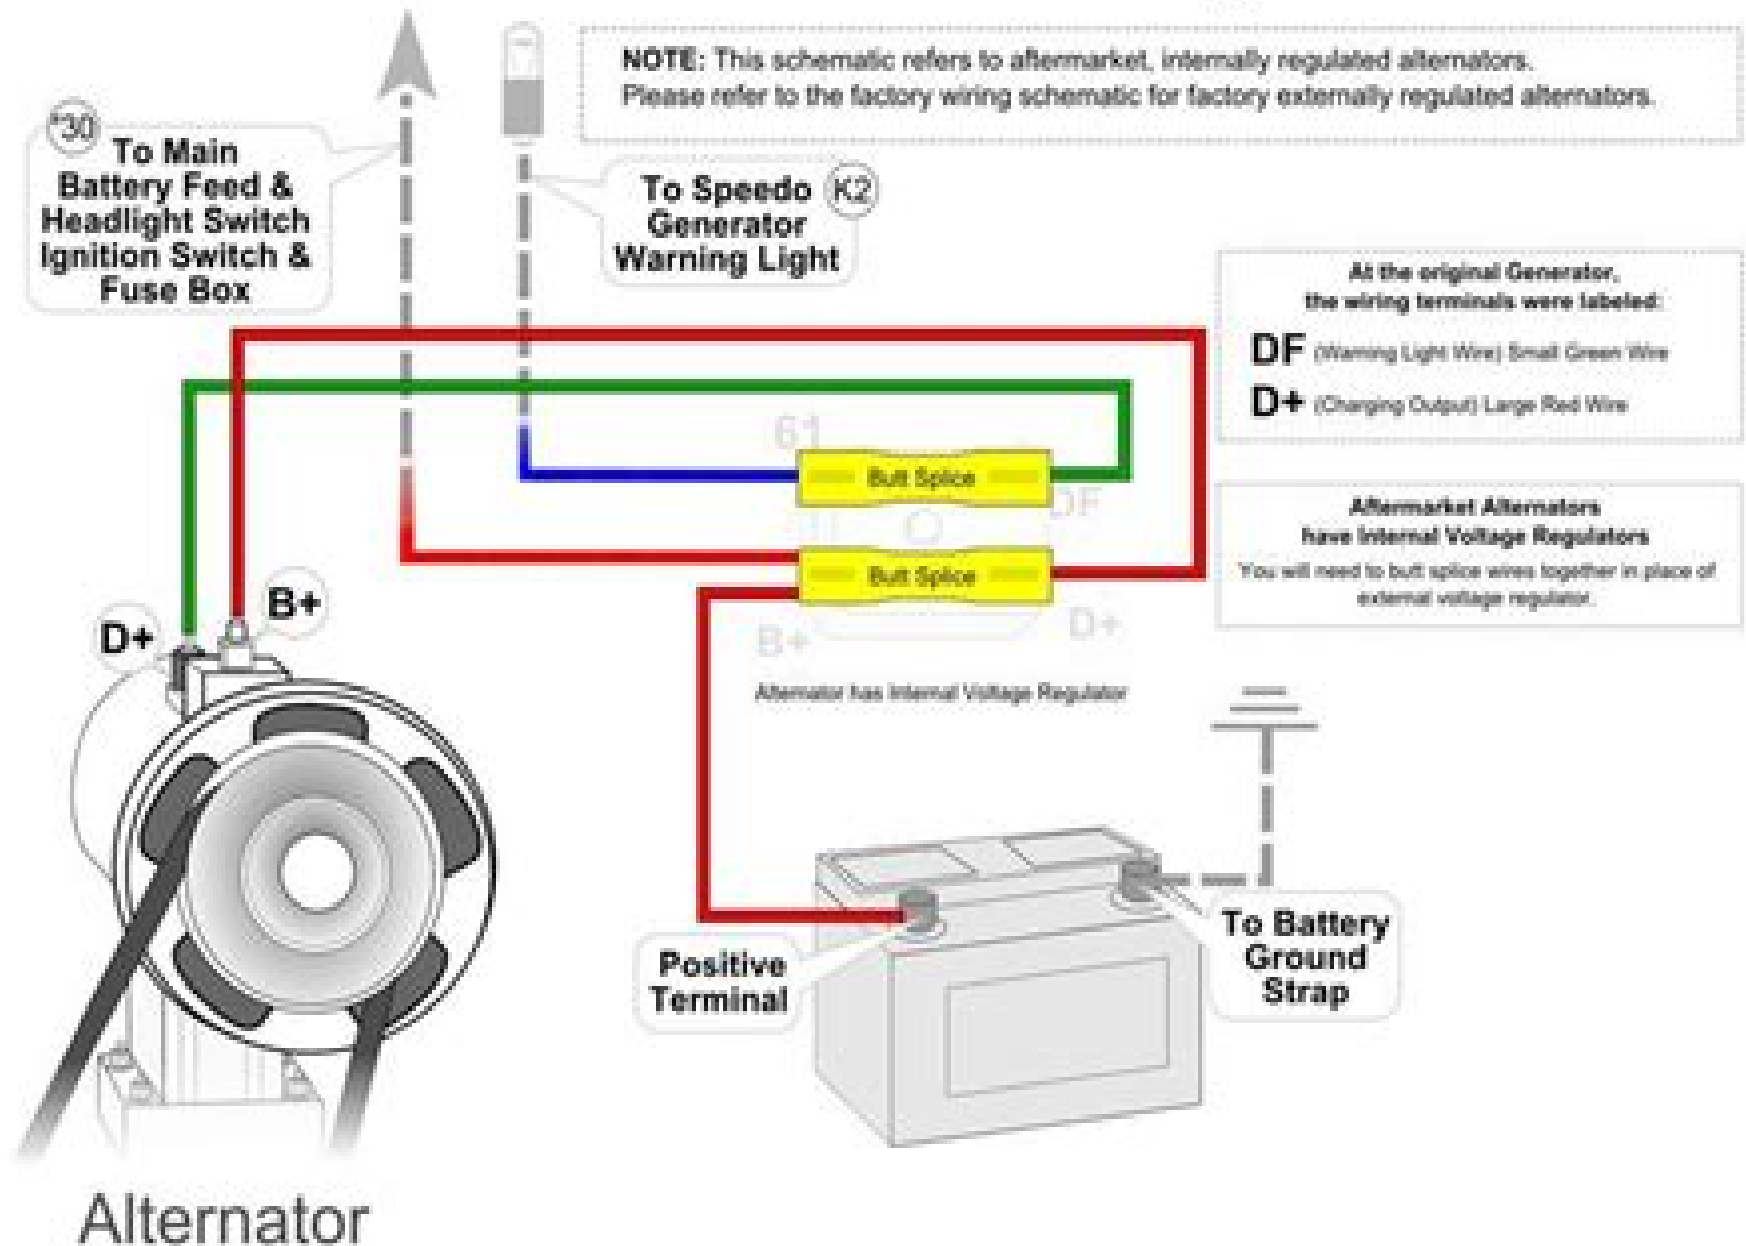 NOTE: This schematic refers to aftermarket, internally regulated alternators.
Please refer to the factory wiring schematic for factory externally regulated alternators.
*30
To Main
Battery Feed &
Headlight Switch
Ignition Switch &
Fuse Box
To Speedo K2
Generator
Warning Light
At the original Generator,
the wiring terminals were labeled:
DF (Warning Light Wire) Small Green Wire
D+ (Charging Output) Large Red Wire
61
Butt Splice
DF
Aftermarket Alternators
have Internal Voltage Regulators
You will need to butt splice wires together in place of
external voltage regulator.
Butt Splice
B+
D+
B+
D+
Alternator has Internal Voltage Regulator
Positive
Terminal
To Battery
Ground
Strap
Alternator